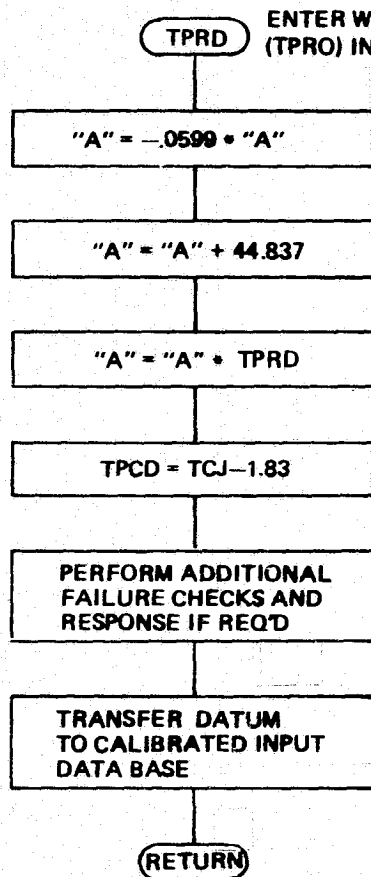 TPRD
ENTER W
(TPRO) IN
"A" = -.0599 * "A"
"A" = "A" + 44.837
"A" = "A" * TPRD
TPCD = TCJ-1.83
PERFORM ADDITIONAL
FAILURE CHECKS AND
RESPONSE IF REQ'D
TRANSFER DATUM
TO CALIBRATED INPUT
DATA BASE
RETURN